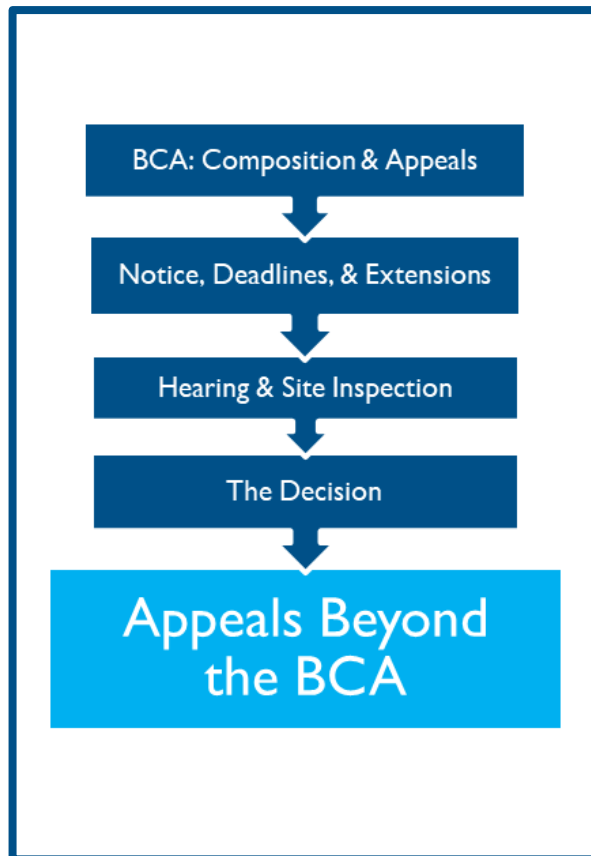 BCA: Composition & Appeals
Notice, Deadlines, & Extensions
Hearing & Site Inspection
The Decision
Appeals Beyond
the BCA